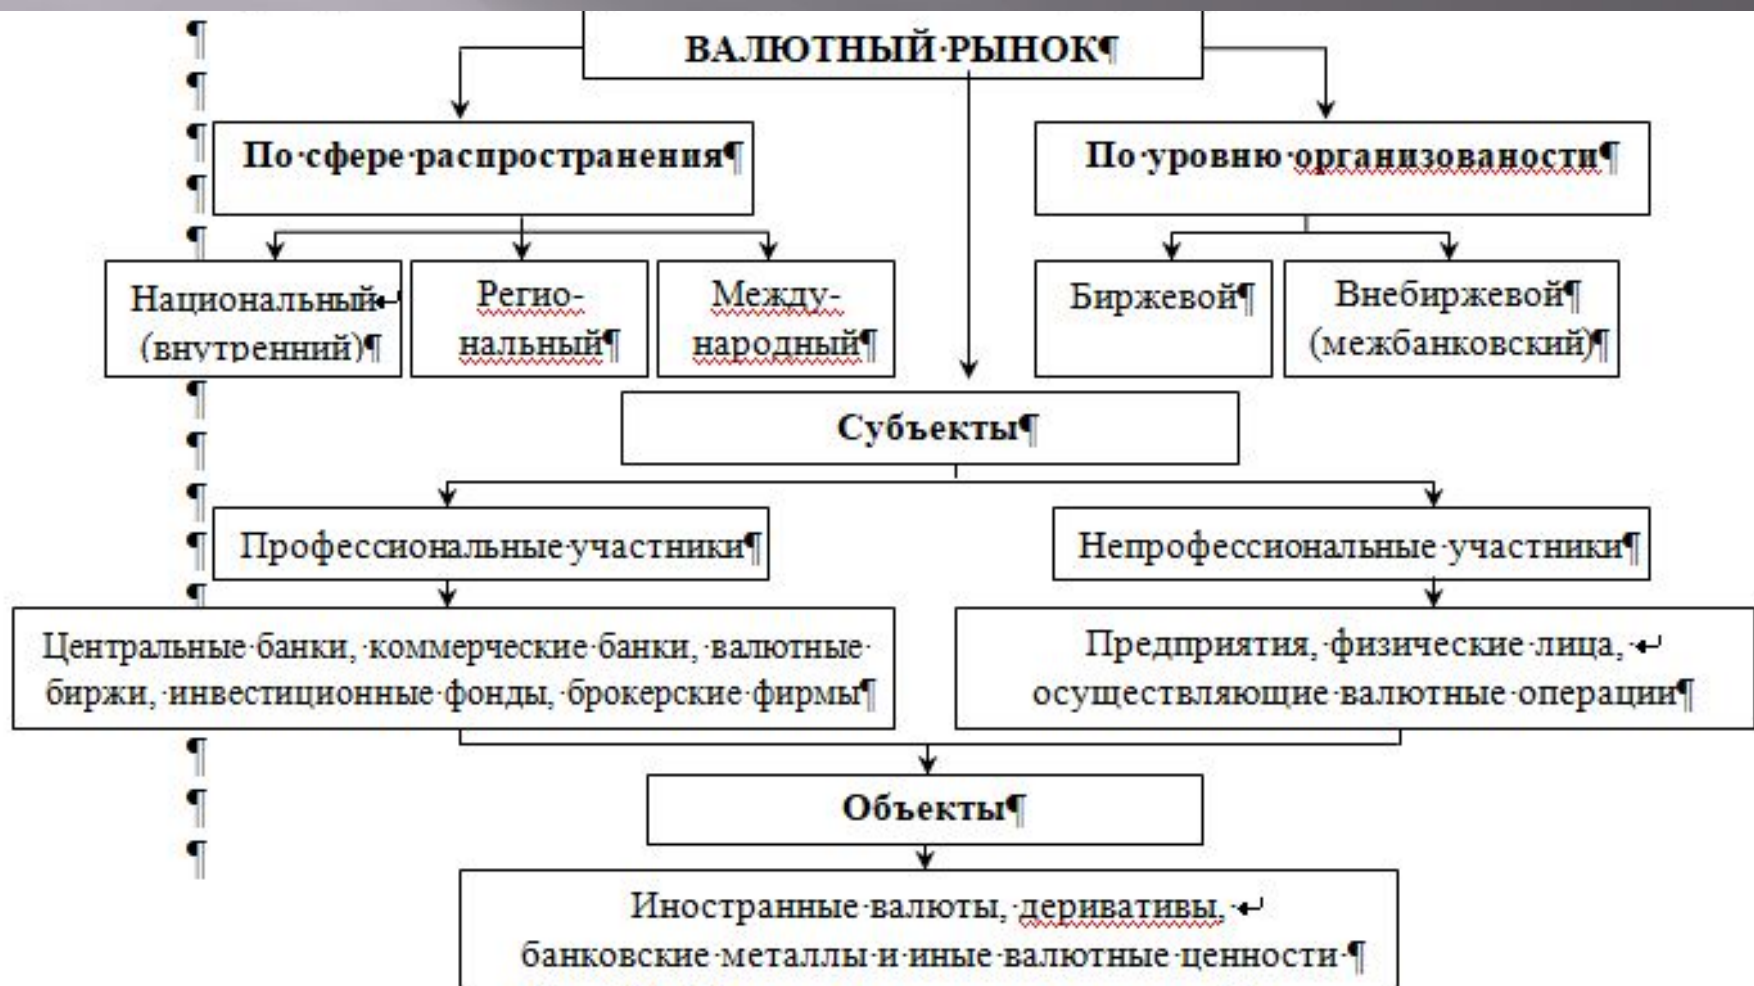 ВАЛЮТНЫЙ РЫНОК
По сфере распространения
По уровню организованости
Национальный
(внутренний)
Регио-
нальный
Между-
народный
Биржевой
Внебиржевой
(межбанковский)
Субъекты
Профессиональные участники
Непрофессиональные участники
Центральные банки, коммерческие банки, валютные
биржи, инвестиционные фонды, брокерские фирмы
Предприятия, физические лица,
осуществляющие валютные операции
Объекты
Иностранные валюты, деривативы,
банковские металлы и иные валютные ценности